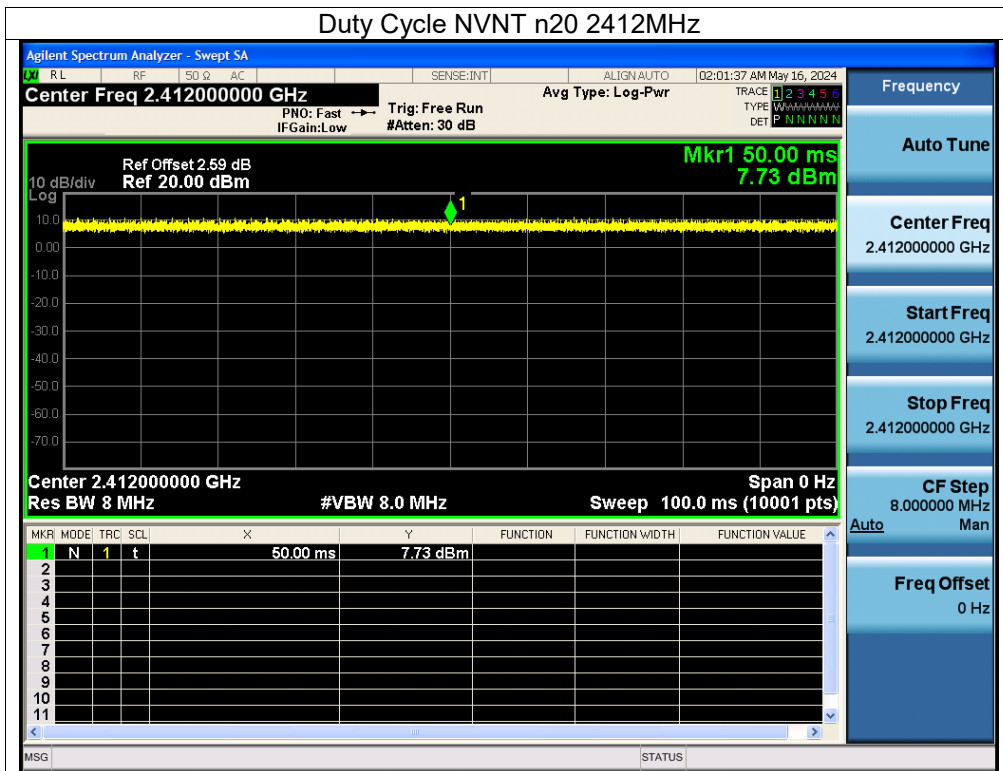 Duty Cycle NVNT n20 2412MHz
Agilent Spectrum Analyzer - Swept SA
LXI RL RF 50 Ω AC SENSE:INT ALIGN AUTO 02:01:37 AM May 16, 2024
Center Freq 2.412000000 GHz
PNO: Fast
IFGain:Low
Trig: Free Run
#Atten: 30 dB
Avg Type: Log-Pwr
TRACE 1 2 3 4 5 6
TYPE W
DET P N N N N N
Ref Offset 2.59 dB
10 dB/div Ref 20.00 dBm
Log
Mkr1 50.00 ms
7.73 dBm
1
10.0
0.00
-10.0
-20.0
-30.0
-40.0
-50.0
-60.0
-70.0
Center 2.412000000 GHz Span 0 Hz
Res BW 8 MHz #VBW 8.0 MHz Sweep 100.0 ms (10001 pts)
MKR MODE TRC SCL X Y FUNCTION FUNCTION WIDTH FUNCTION VALUE
1 N 1 t 50.00 ms 7.73 dBm
2
3
4
5
6
7
8
9
10
11
MSG STATUS
Frequency
Auto Tune
Center Freq
2.412000000 GHz
Start Freq
2.412000000 GHz
Stop Freq
2.412000000 GHz
CF Step
8.000000 MHz
Auto Man
Freq Offset
0 Hz